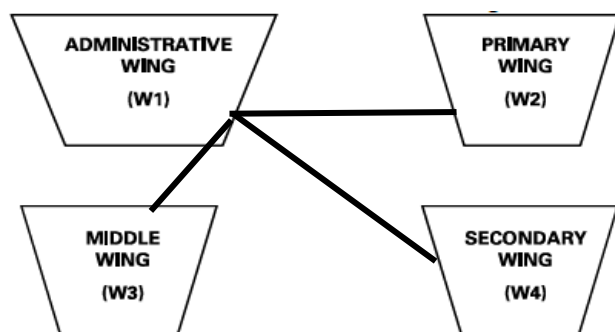 ADMINISTRATIVE
WING
(W1)
PRIMARY
WING
(W2)
MIDDLE
WING
(W3)
SECONDARY
WING
(W4)